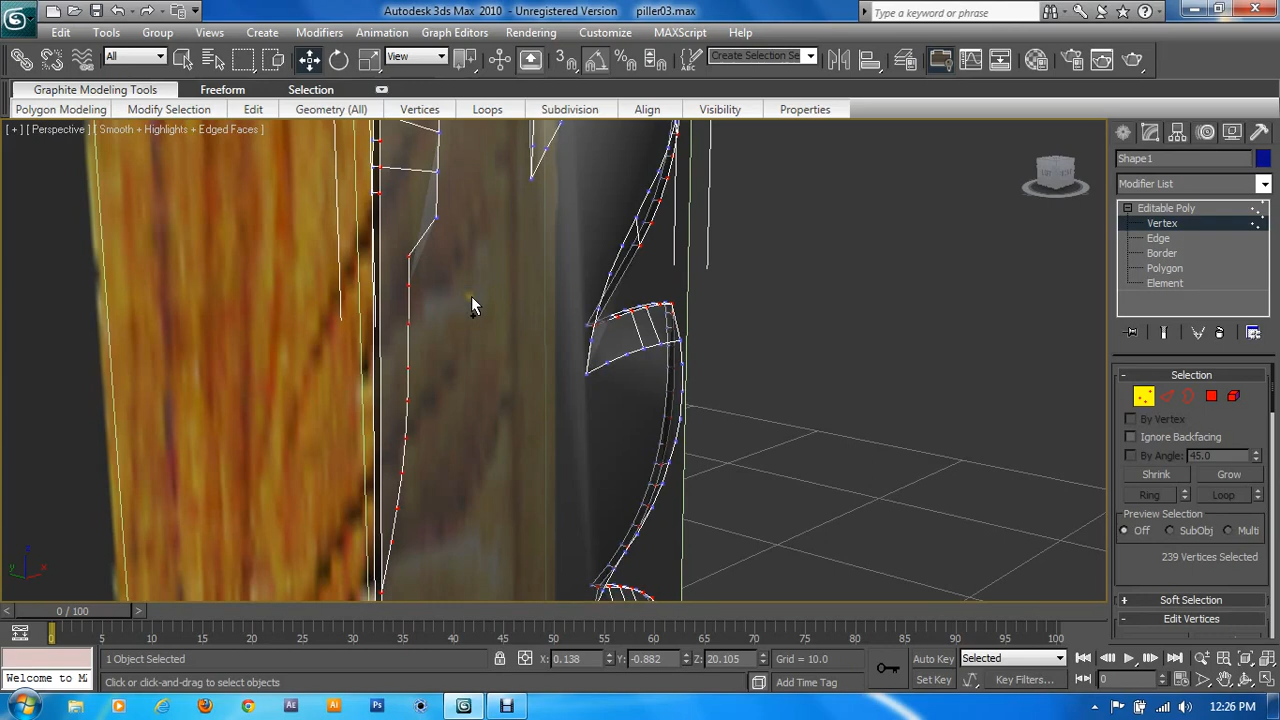 Autodesk 3ds Max 2010 - Unregistered Version piller03.max
Type a keyword or phrase
Edit Tools Group Views Create Modifiers Animation Graph Editors Rendering Customize MAXScript Help
All View 3 Create Selection Se
Graphite Modeling Tools Freeform Selection
Polygon Modeling Modify Selection Edit Geometry (All) Vertices Loops Subdivision Align Visibility Properties
[ + ] [ Perspective ] [ Smooth + Highlights + Edged Faces ]
Shape1
Modifier List
Editable Poly
Vertex
Edge
Border
Polygon
Element
Selection
By Vertex
Ignore Backfacing
By Angle: 45.0
Shrink Grow
Ring Loop
Preview Selection
Off SubObj Multi
239 Vertices Selected
Soft Selection
Edit Vertices
z
y x
0 / 100
0 5 10 15 20 25 30 35 40 45 50 55 60 65 70 75 80 85 90 95 100
1 Object Selected X: 0.138 Y: -0.882 Z: 20.105 Grid = 10.0 Auto Key Selected
Welcome to M Click or click-and-drag to select objects Add Time Tag Set Key Key Filters... 0
Ae Ai Ps 12:26 PM